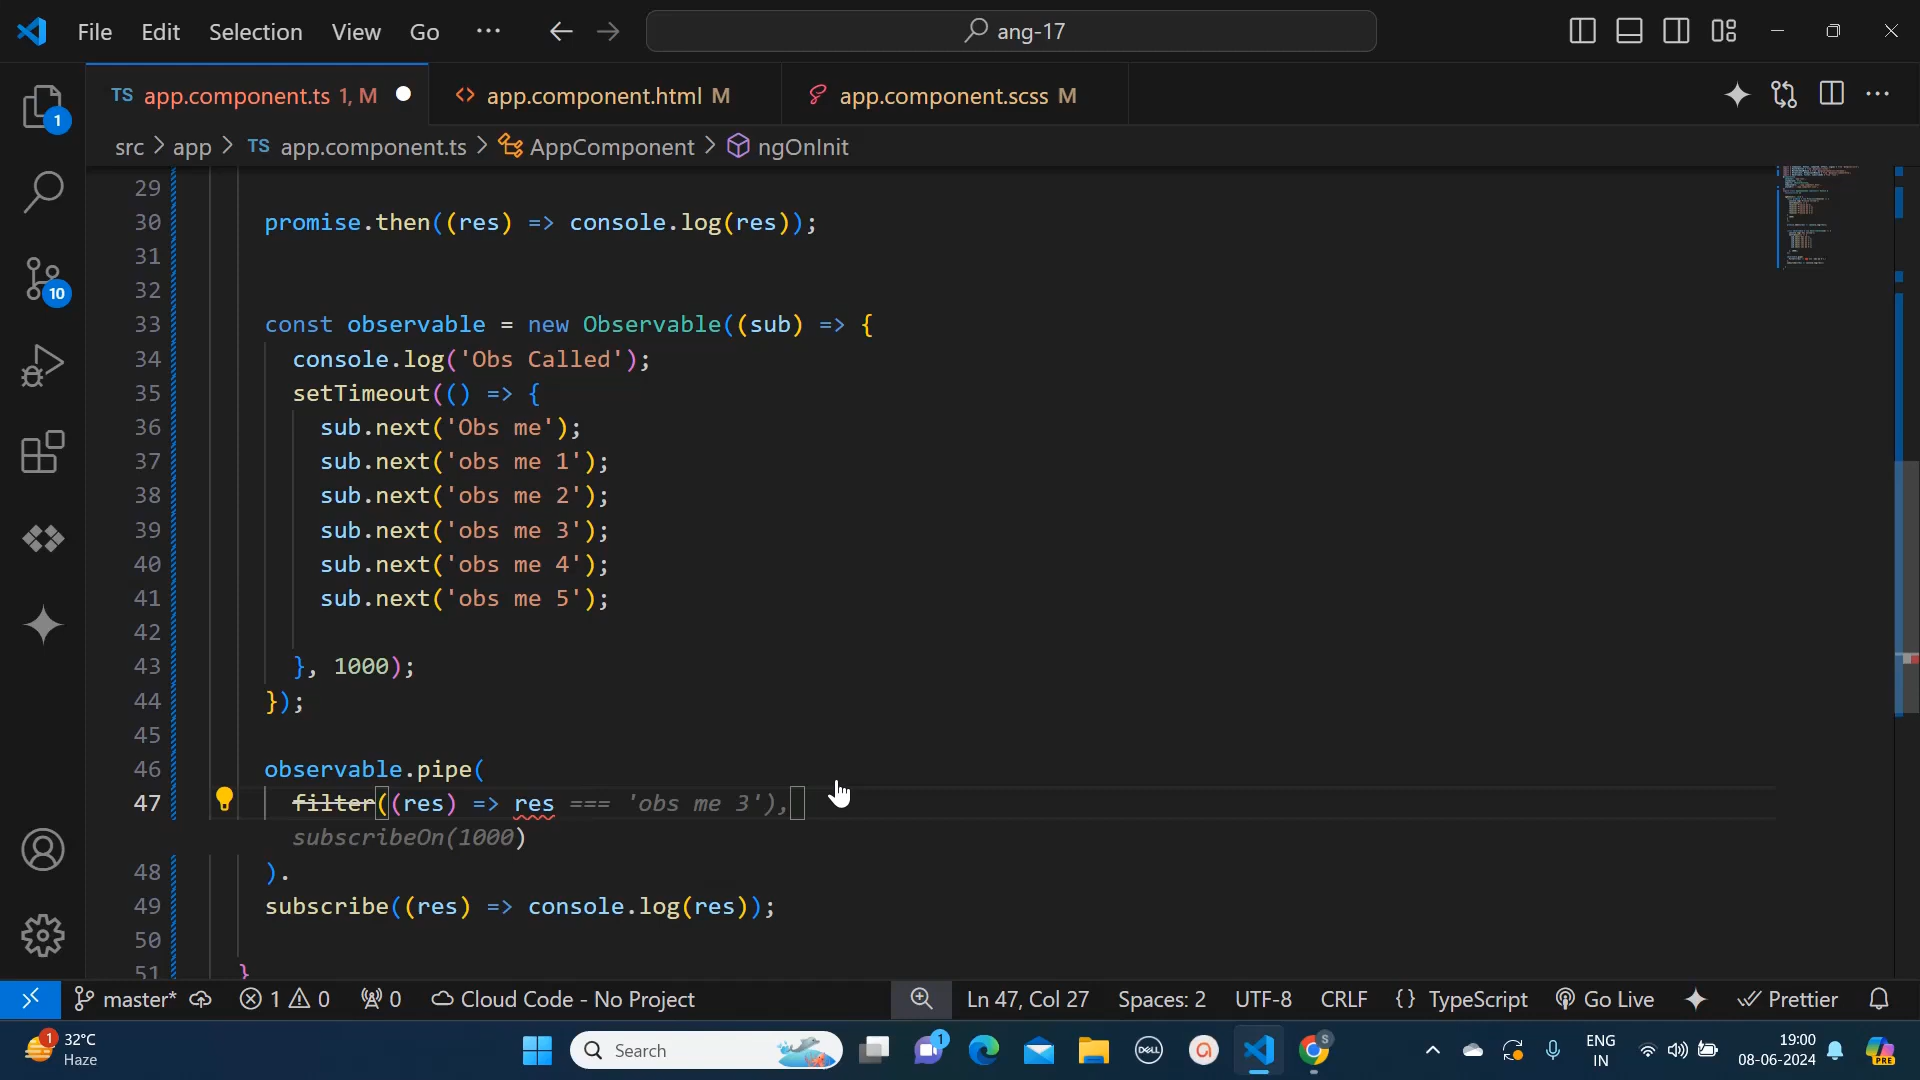 File Edit Selection View Go ··· ang-17
TS app.component.ts 1, M app.component.html M app.component.scss M
src > app > TS app.component.ts > AppComponent > ngOnInit
1
10
29
30 promise.then((res) => console.log(res));
31
32
33 const observable = new Observable((sub) => {
34 console.log('Obs Called');
35 setTimeout(() => {
36 sub.next('Obs me');
37 sub.next('obs me 1');
38 sub.next('obs me 2');
39 sub.next('obs me 3');
40 sub.next('obs me 4');
41 sub.next('obs me 5');
42
43 }, 1000);
44 });
45
46 observable.pipe(
47 filter((res) => res === 'obs me 3'),
subscribeOn(1000)
48 ).
49 subscribe((res) => console.log(res));
50
51 }
master* 1 0 0 Cloud Code - No Project Ln 47, Col 27 Spaces: 2 UTF-8 CRLF {} TypeScript Go Live Prettier
1 32°C
Haze
Search
DELL
1
S
ENG
IN
19:00
08-06-2024
PRE